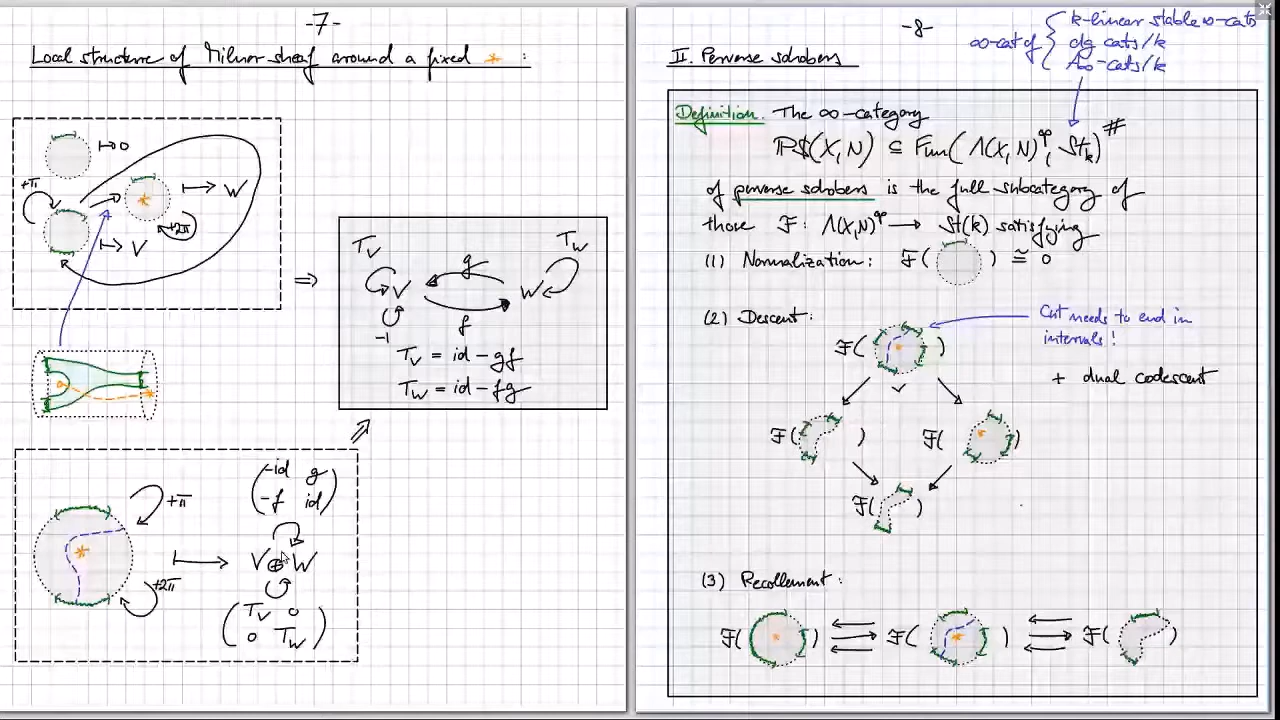 -7-
Local structure of Milnor sheaf around a fixed * :
↦ 0
+π
↦ W
+2π
↦ V
⇒
T_V
g
T_W
V
W
-1
f
T_V = id - gf
T_W = id - fg
+π
(-id g
-f id)
V ⊕ W
+2π
(T_V 0
0 T_W)
-8-
∞-cat of { k-linear stable ∞-cats
dg cats/k
A∞-cats/k
II. Perverse schobers
Definition. The ∞-category
PS(X,N) ⊆ Fun(Λ(X,N)^op, St_k)^#
of perverse schobers is the full subcategory of
those F: Λ(X,N)^op → St(k) satisfying
(1) Normalization: F( ) ≅ 0
(2) Descent:
Cut needs to end in
intervals!
F( )
+ dual codescent
F( ) F( )
F( )
(3) Recollement:
F( ) F( ) F( )